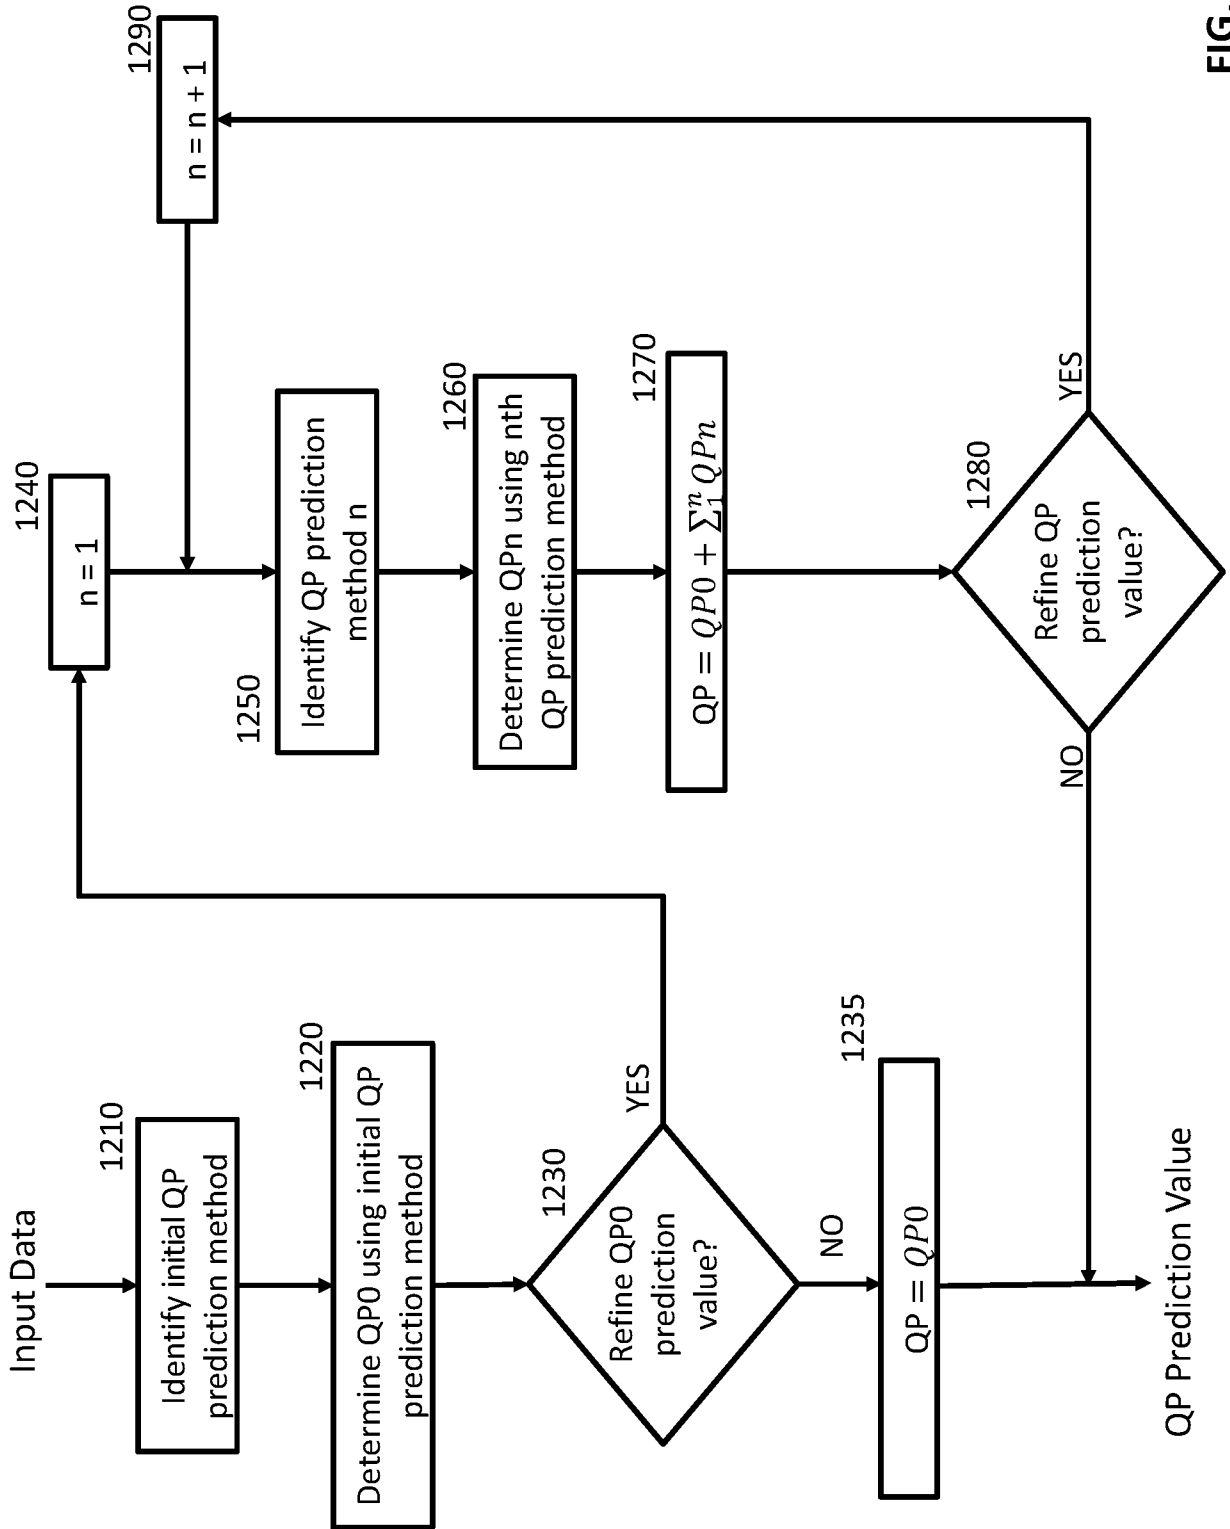 Input Data
1210
Identify initial QP
prediction method
1220
Determine QP0 using initial QP
prediction method
1230
Refine QP0
prediction
value?
YES
NO
1235
QP = QP0
QP Prediction Value
1240
n = 1
1290
n = n + 1
1250
Identify QP prediction
method n
1260
Determine QPn using nth
QP prediction method
1270
QP = QP0 + Σ₁ⁿ QPn
1280
Refine QP
prediction
value?
YES
NO
FIG.